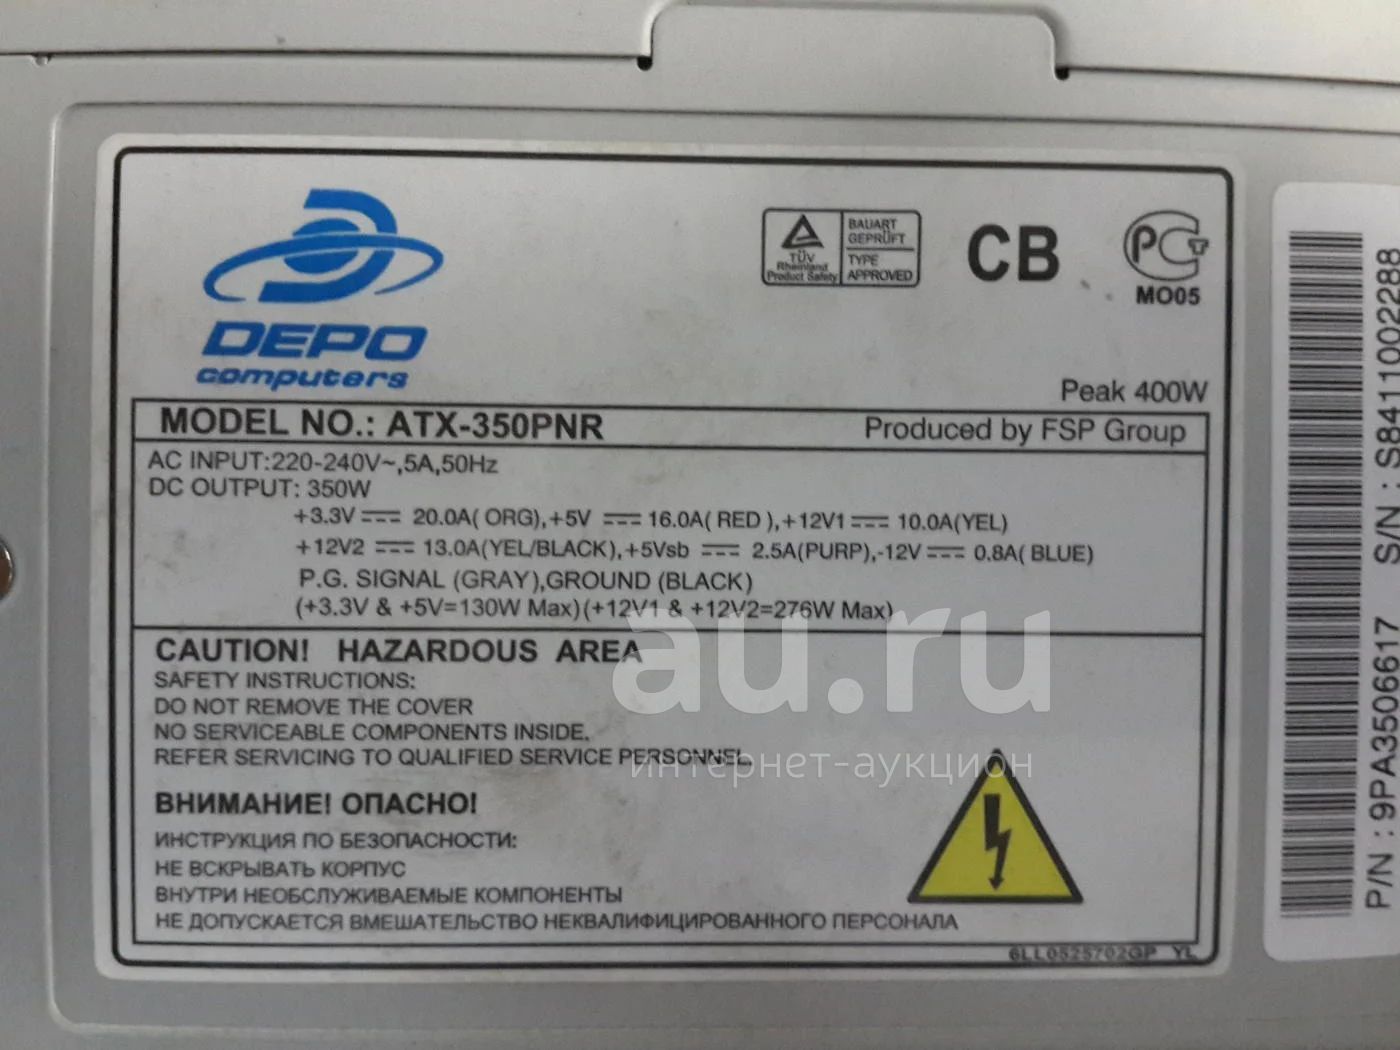 DEPO
computers
TÜV
Rheinland
Product Safety
BAUART
GEPRÜFT
TYPE
APPROVED
CB
РСТ
MO05
Peak 400W
MODEL NO.: ATX-350PNR
Produced by FSP Group
AC INPUT:220-240V~,5A,50Hz
DC OUTPUT: 350W
+3.3V ⎓ 20.0A( ORG),+5V ⎓ 16.0A( RED ),+12V1 ⎓ 10.0A(YEL)
+12V2 ⎓ 13.0A(YEL/BLACK),+5Vsb ⎓ 2.5A(PURP),-12V ⎓ 0.8A( BLUE)
P.G. SIGNAL (GRAY),GROUND (BLACK)
(+3.3V & +5V=130W Max)(+12V1 & +12V2=276W Max)
CAUTION! HAZARDOUS AREA
SAFETY INSTRUCTIONS:
DO NOT REMOVE THE COVER
NO SERVICEABLE COMPONENTS INSIDE.
REFER SERVICING TO QUALIFIED SERVICE PERSONNEL.
ВНИМАНИЕ! ОПАСНО!
ИНСТРУКЦИЯ ПО БЕЗОПАСНОСТИ:
НЕ ВСКРЫВАТЬ КОРПУС
ВНУТРИ НЕОБСЛУЖИВАЕМЫЕ КОМПОНЕНТЫ
НЕ ДОПУСКАЕТСЯ ВМЕШАТЕЛЬСТВО НЕКВАЛИФИЦИРОВАННОГО ПЕРСОНАЛА
6LL0525702GP YL
au.ru
интернет-аукцион
P/N : 9PA3506617 S/N : S8411002288